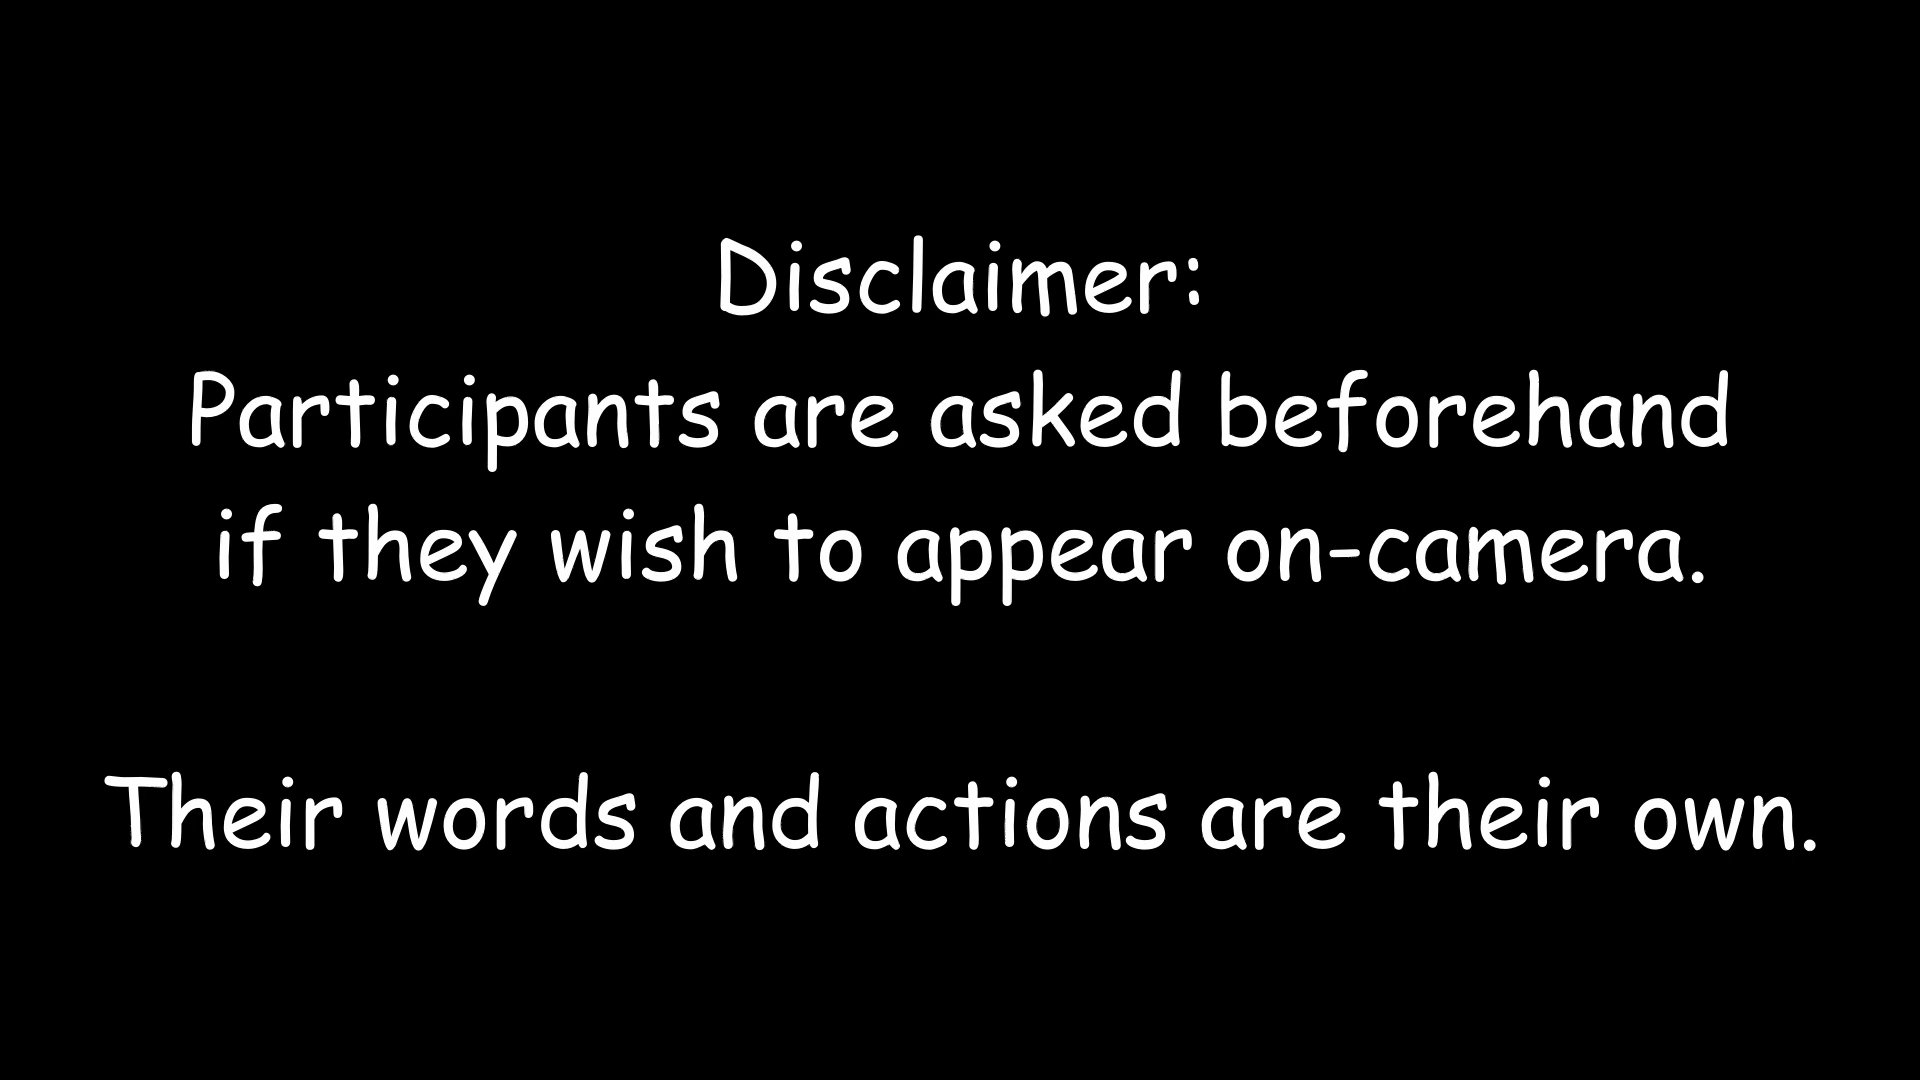 Disclaimer:
Participants are asked beforehand
if they wish to appear on-camera.
Their words and actions are their own.